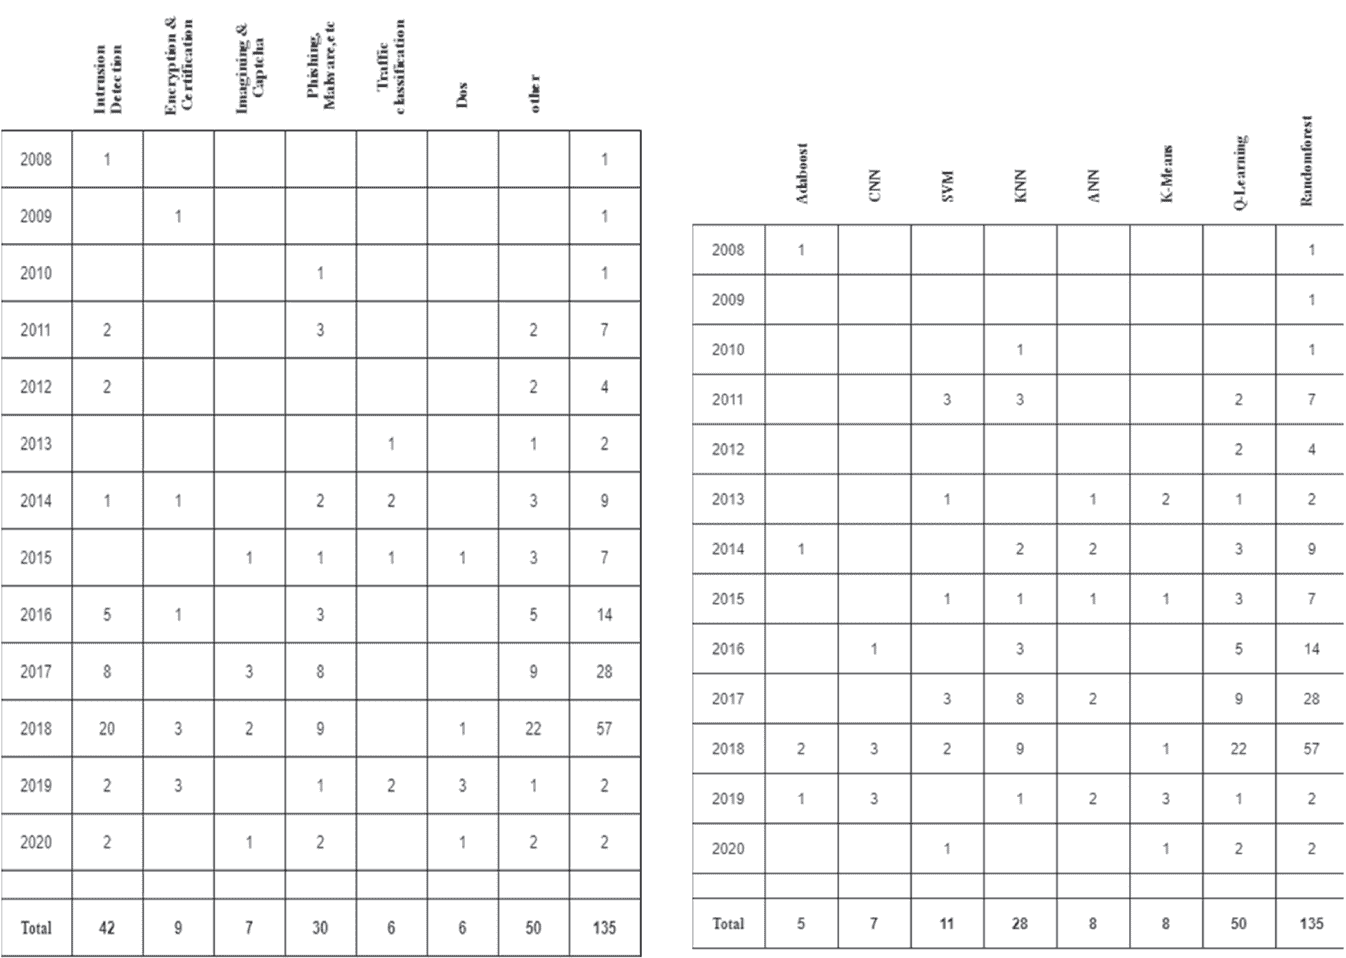 Intrusion
Detection
Encryption &
Certification
Imagining &
Captcha
Phishing,
Malware,etc
Traffic
classification
Dos
other
2008 1 1
2009 1 1
2010 1 1
2011 2 3 2 7
2012 2 2 4
2013 1 1 2
2014 1 1 2 2 3 9
2015 1 1 1 1 3 7
2016 5 1 3 5 14
2017 8 3 8 9 28
2018 20 3 2 9 1 22 57
2019 2 3 1 2 3 1 2
2020 2 1 2 1 2 2
Total 42 9 7 30 6 6 50 135
Adaboost
CNN
SVM
KNN
ANN
K-Means
Q-Learning
Randomforest
2008 1 1
2009 1
2010 1 1
2011 3 3 2 7
2012 2 4
2013 1 1 2 1 2
2014 1 2 2 3 9
2015 1 1 1 1 3 7
2016 1 3 5 14
2017 3 8 2 9 28
2018 2 3 2 9 1 22 57
2019 1 3 1 2 3 1 2
2020 1 1 2 2
Total 5 7 11 28 8 8 50 135